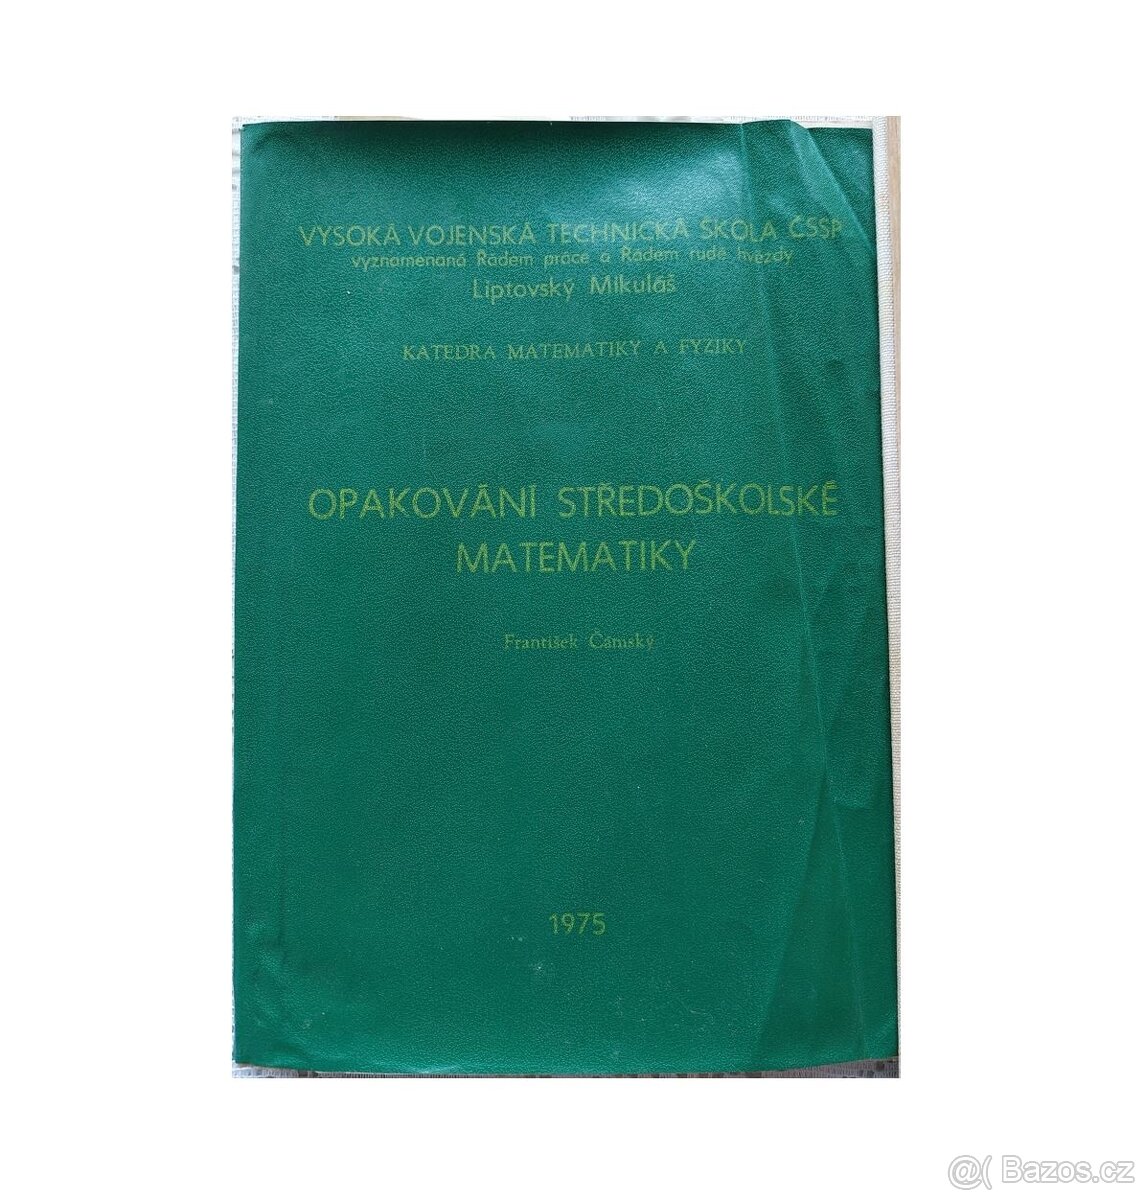 VYSOKÁ VOJENSKÁ TECHNICKÁ ŠKOLA ČSSP
vyznamenaná Řádem práce a Řádem rudé hvězdy
Liptovský Mikuláš
KATEDRA MATEMATIKY A FYZIKY
OPAKOVÁNÍ STŘEDOŠKOLSKÉ
MATEMATIKY
František Čámský
1975
@( Bazos.cz